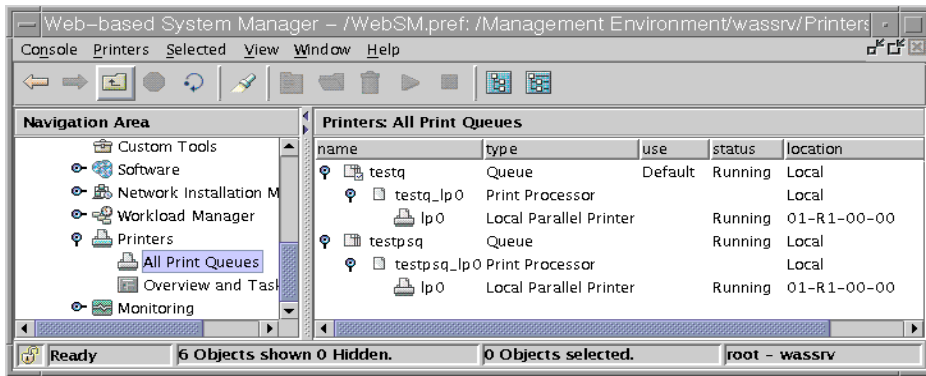 Web-based System Manager - /WebSM.pref: /Management Environment/wassrv/Printers
Console Printers Selected View Window Help
Navigation Area
Custom Tools
Software
Network Installation M
Workload Manager
Printers
All Print Queues
Overview and Task
Monitoring
Printers: All Print Queues
name type use status location
testq Queue Default Running Local
testq_lp0 Print Processor Local
lp0 Local Parallel Printer Running 01-R1-00-00
testpsq Queue Running Local
testpsq_lp0 Print Processor Local
lp0 Local Parallel Printer Running 01-R1-00-00
Ready 6 Objects shown 0 Hidden. 0 Objects selected. root - wassrv